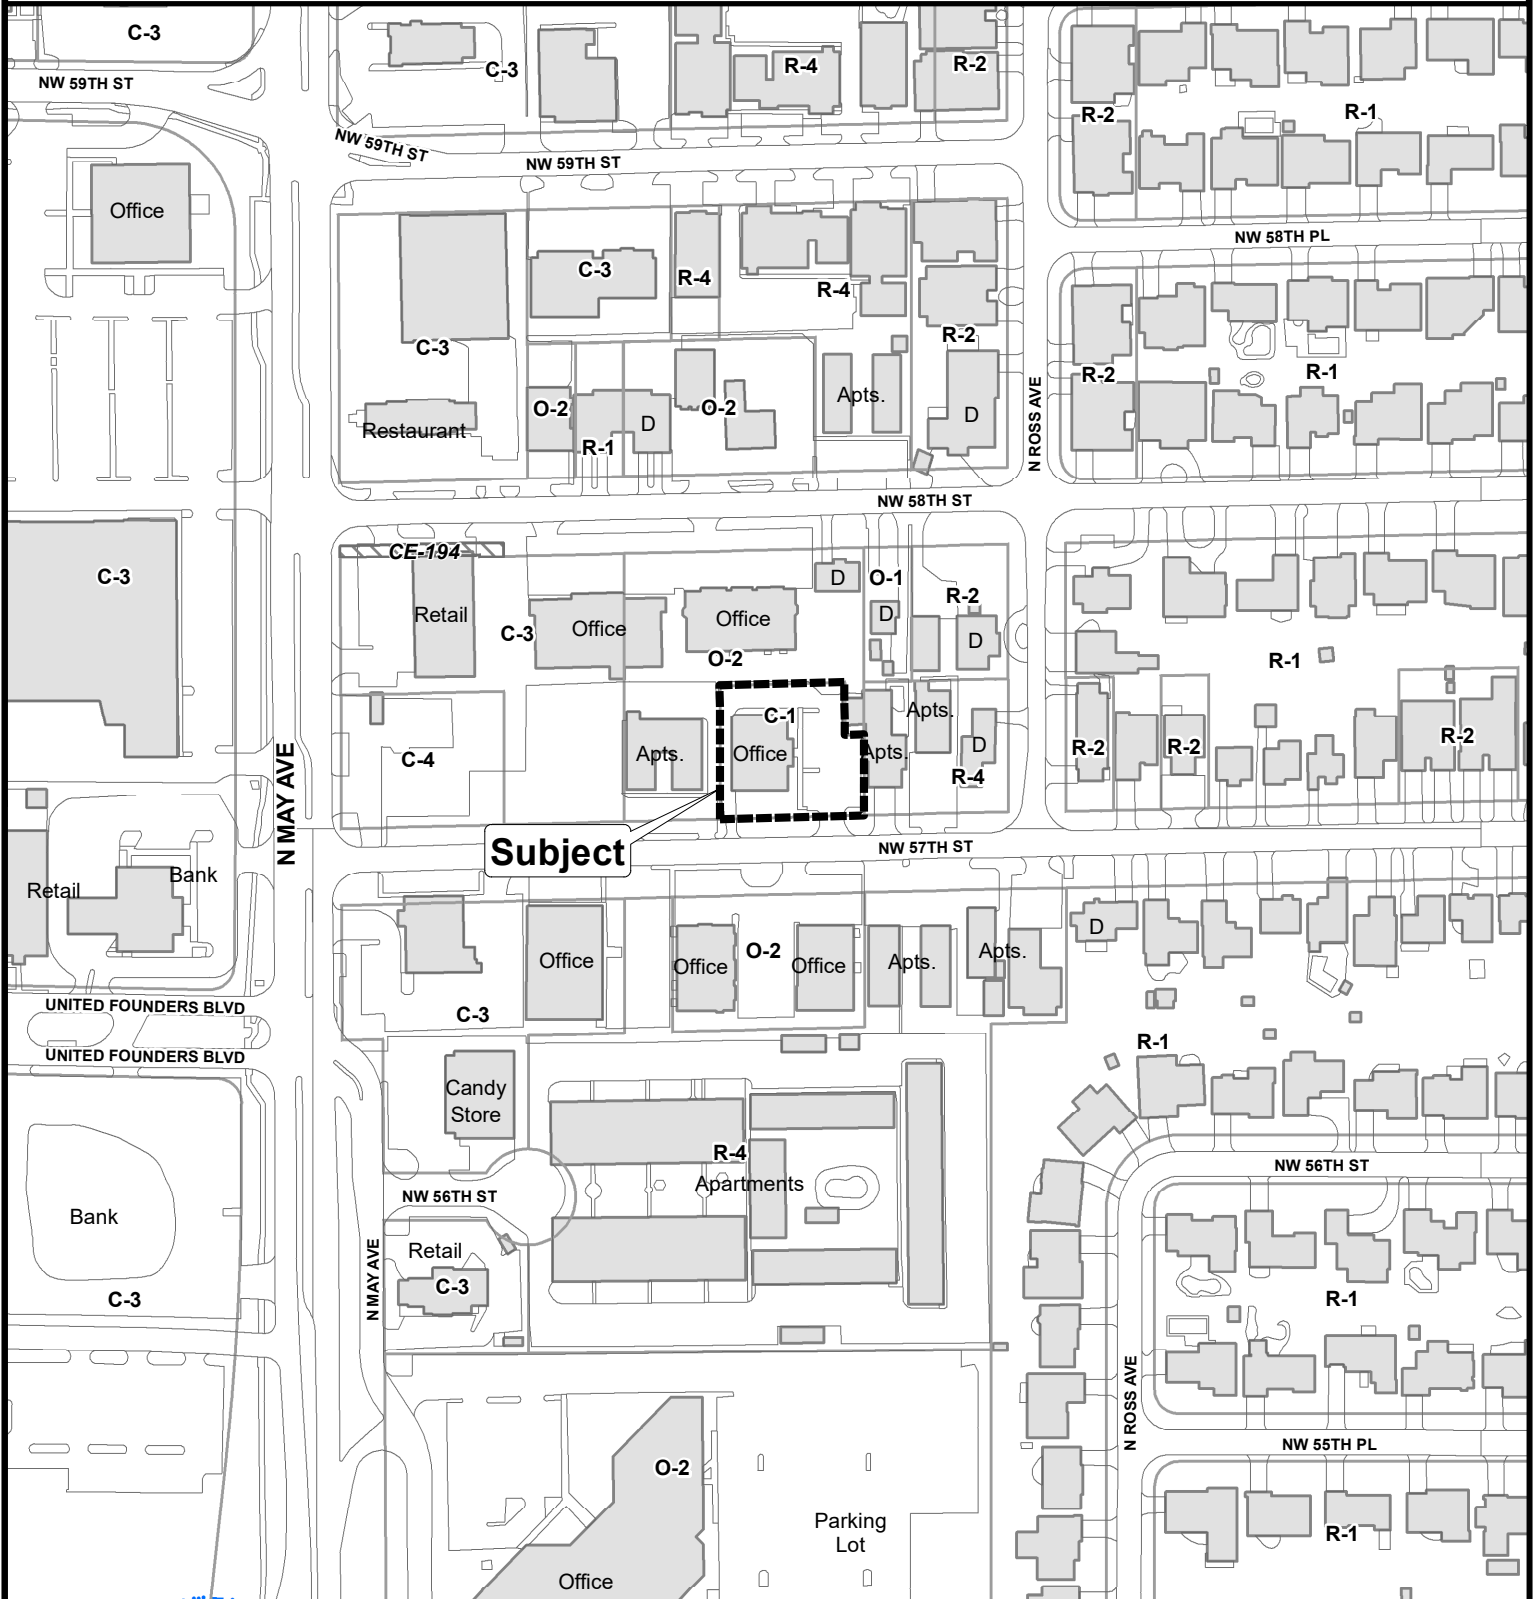 C-3
C-3
R-4
R-2
NW 59TH ST
R-2
R-1
NW 59TH ST
NW 59TH ST
Office
NW 58TH PL
C-3
R-4
R-4
C-3
R-2
R-2
R-1
Apts.
O-2
O-2
D
D
Restaurant
R-1
N ROSS AVE
NW 58TH ST
CE-194
C-3
D
O-1
R-2
Retail
C-3
Office
Office
D
D
O-2
R-1
C-1
Apts.
C-4
Apts.
Office
Apts.
D
R-4
R-2
R-2
R-2
N MAY AVE
Subject
NW 57TH ST
Retail
Bank
D
Office
Office
O-2
Office
Apts.
Apts.
UNITED FOUNDERS BLVD
C-3
UNITED FOUNDERS BLVD
R-1
Candy
Store
R-4
Apartments
NW 56TH ST
NW 56TH ST
Bank
Retail
N MAY AVE
C-3
C-3
R-1
N ROSS AVE
NW 55TH PL
O-2
Parking
Lot
R-1
Office